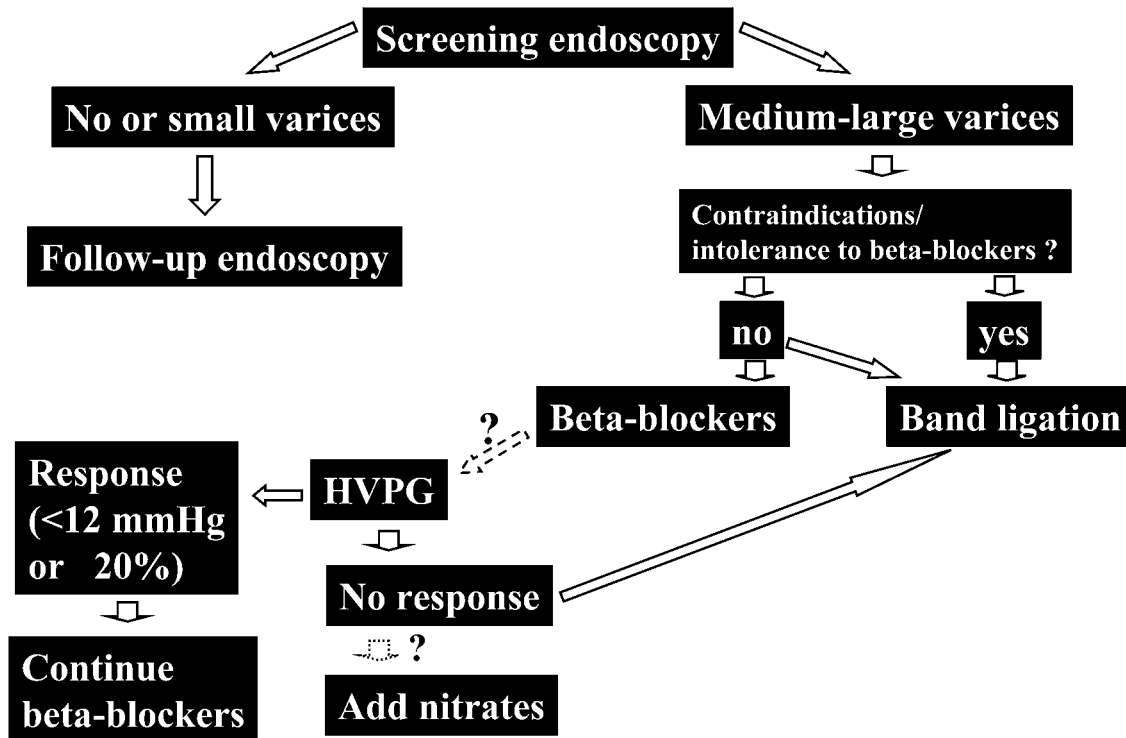 Screening endoscopy
No or small varices
Medium-large varices
Contraindications/
intolerance to beta-blockers ?
Follow-up endoscopy
no
yes
Beta-blockers
Band ligation
?
HVPG
Response
(<12 mmHg
or 20%)
No response
?
Continue
beta-blockers
Add nitrates